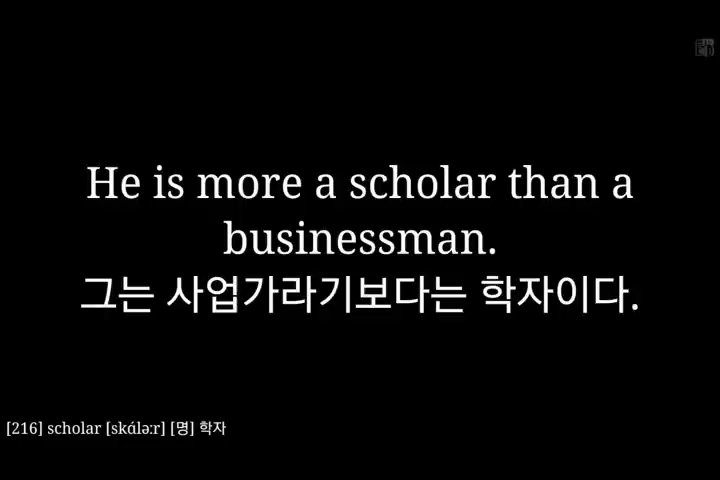 He is more a scholar than a
businessman.
그는 사업가라기보다는 학자이다.
[216] scholar [skάləːr] [명] 학자